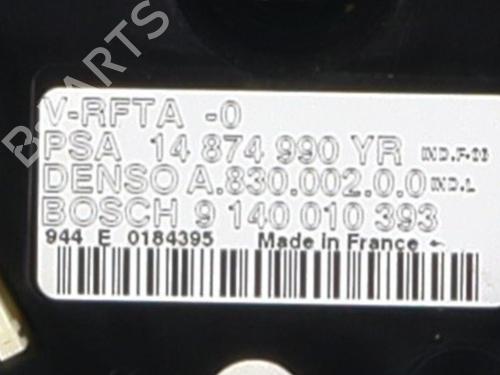 V-RFTA -0
PSA 14 874 990 YR IND.F-03
DENSO A.830.002.0.0 IND.L
BOSCH 9 140 010 393
944 E 0184395 Made in France
B-PARTS